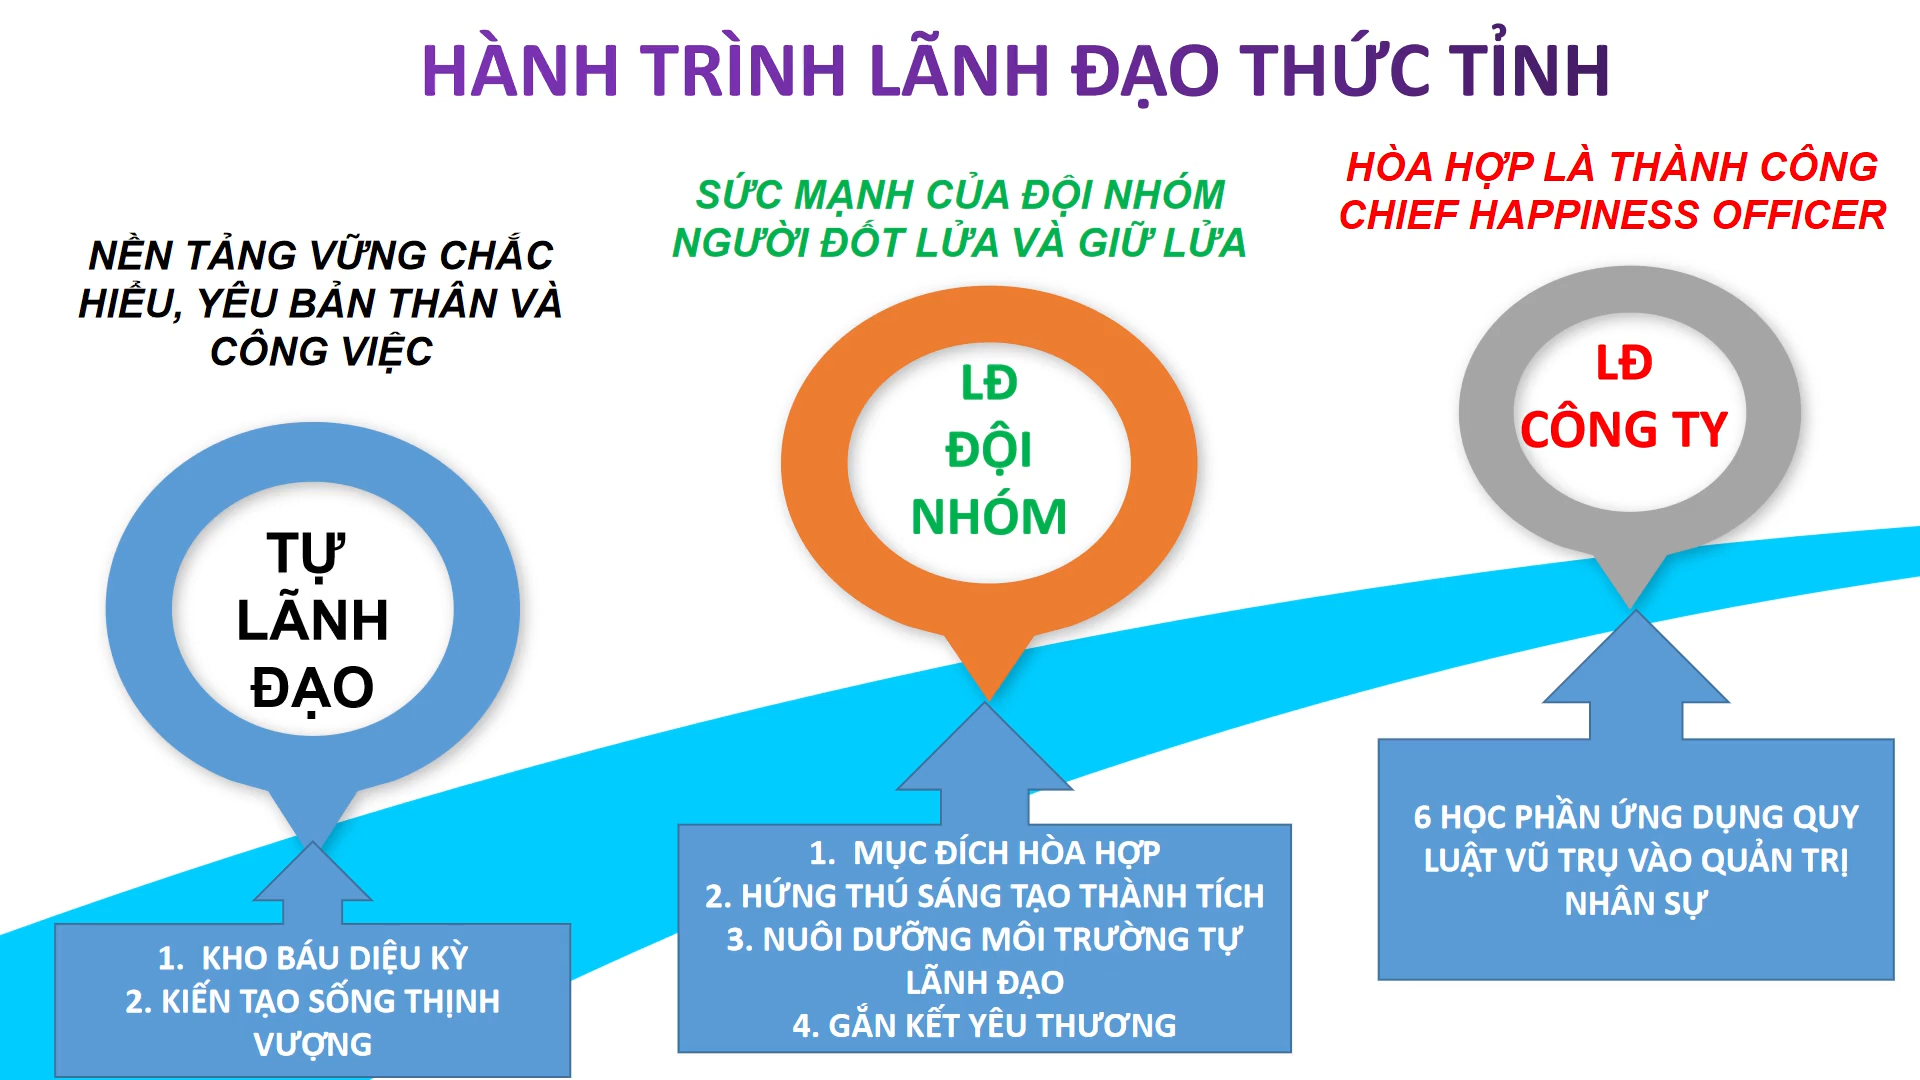 HÀNH TRÌNH LÃNH ĐẠO THỨC TỈNH
NỀN TẢNG VỮNG CHẮC
HIỂU, YÊU BẢN THÂN VÀ
CÔNG VIỆC
TỰ
LÃNH
ĐẠO
1. KHO BÁU DIỆU KỲ
2. KIẾN TẠO SỐNG THỊNH
VƯỢNG
SỨC MẠNH CỦA ĐỘI NHÓM
NGƯỜI ĐỐT LỬA VÀ GIỮ LỬA
LĐ
ĐỘI
NHÓM
1. MỤC ĐÍCH HÒA HỢP
2. HỨNG THÚ SÁNG TẠO THÀNH TÍCH
3. NUÔI DƯỠNG MÔI TRƯỜNG TỰ
LÃNH ĐẠO
4. GẮN KẾT YÊU THƯƠNG
HÒA HỢP LÀ THÀNH CÔNG
CHIEF HAPPINESS OFFICER
LĐ
CÔNG TY
6 HỌC PHẦN ỨNG DỤNG QUY
LUẬT VŨ TRỤ VÀO QUẢN TRỊ
NHÂN SỰ